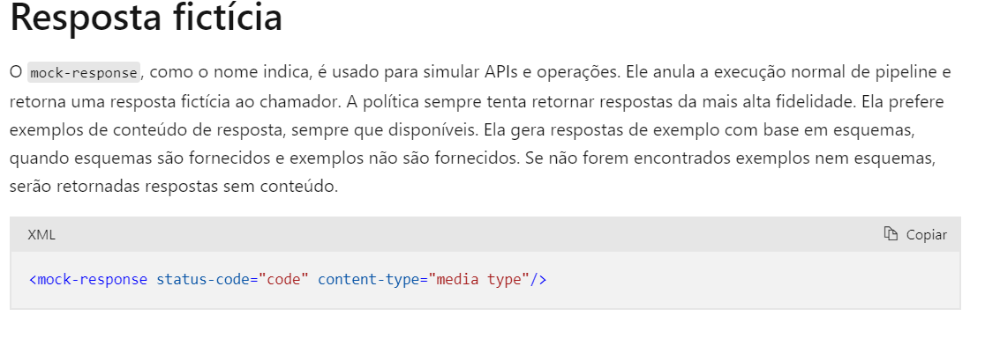 Resposta fictícia
O mock-response, como o nome indica, é usado para simular APIs e operações. Ele anula a execução normal de pipeline e
retorna uma resposta fictícia ao chamador. A política sempre tenta retornar respostas da mais alta fidelidade. Ela prefere
exemplos de conteúdo de resposta, sempre que disponíveis. Ela gera respostas de exemplo com base em esquemas,
quando esquemas são fornecidos e exemplos não são fornecidos. Se não forem encontrados exemplos nem esquemas,
serão retornadas respostas sem conteúdo.
XML Copiar
<mock-response status-code="code" content-type="media type"/>